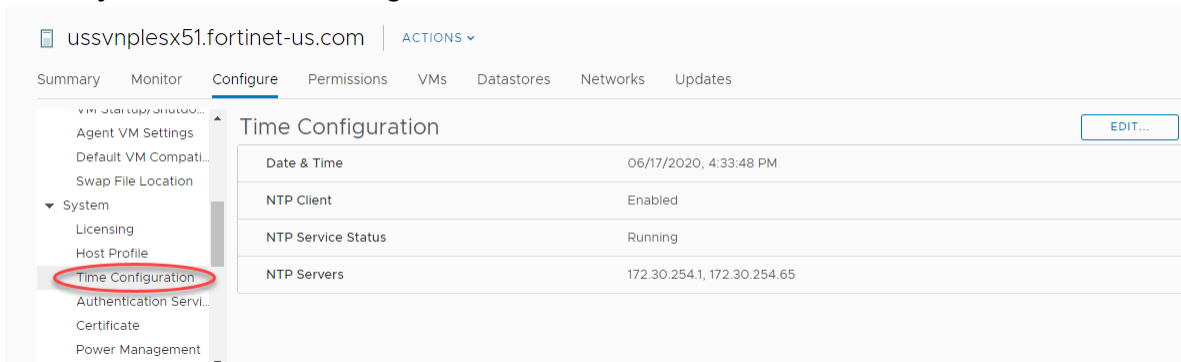 ussvnplesx51.fortinet-us.com ACTIONS
Summary Monitor Configure Permissions VMs Datastores Networks Updates
VM Startup/Shutdo...
Agent VM Settings
Default VM Compati...
Swap File Location
System
Licensing
Host Profile
Time Configuration
Authentication Servi...
Certificate
Power Management
Time Configuration EDIT...
Date & Time 06/17/2020, 4:33:48 PM
NTP Client Enabled
NTP Service Status Running
NTP Servers 172.30.254.1, 172.30.254.65